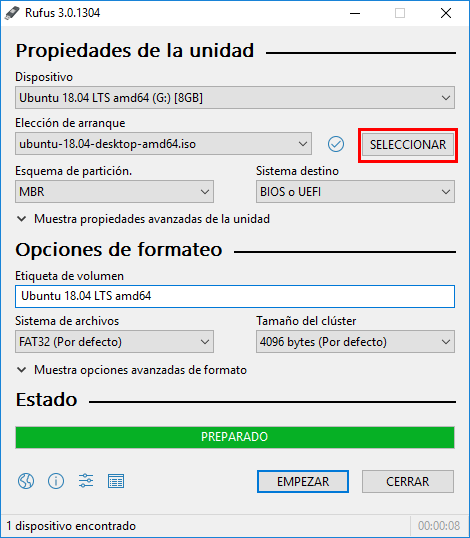 Rufus 3.0.1304
Propiedades de la unidad
Dispositivo
Ubuntu 18.04 LTS amd64 (G:) [8GB]
Elección de arranque
ubuntu-18.04-desktop-amd64.iso
SELECCIONAR
Esquema de partición.
Sistema destino
MBR
BIOS o UEFI
Muestra propiedades avanzadas de la unidad
Opciones de formateo
Etiqueta de volumen
Ubuntu 18.04 LTS amd64
Sistema de archivos
Tamaño del clúster
FAT32 (Por defecto)
4096 bytes (Por defecto)
Muestra opciones avanzadas de formato
Estado
PREPARADO
EMPEZAR
CERRAR
1 dispositivo encontrado
00:00:08